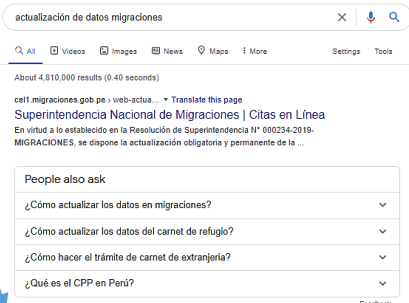 actualización de datos migraciones
All Videos Images News Maps More Settings Tools
About 4,810,000 results (0.40 seconds)
cel1.migraciones.gob.pe › web-actua... Translate this page
Superintendencia Nacional de Migraciones | Citas en Línea
En virtud a lo establecido en la Resolución de Superintendencia N° 000234-2019-
MIGRACIONES, se dispone la actualización obligatoria y permanente de la ...
People also ask
¿Cómo actualizar los datos en migraciones?
¿Cómo actualizar los datos del carnet de refugio?
¿Cómo hacer el trámite de carnet de extranjeria?
¿Qué es el CPP en Perú?